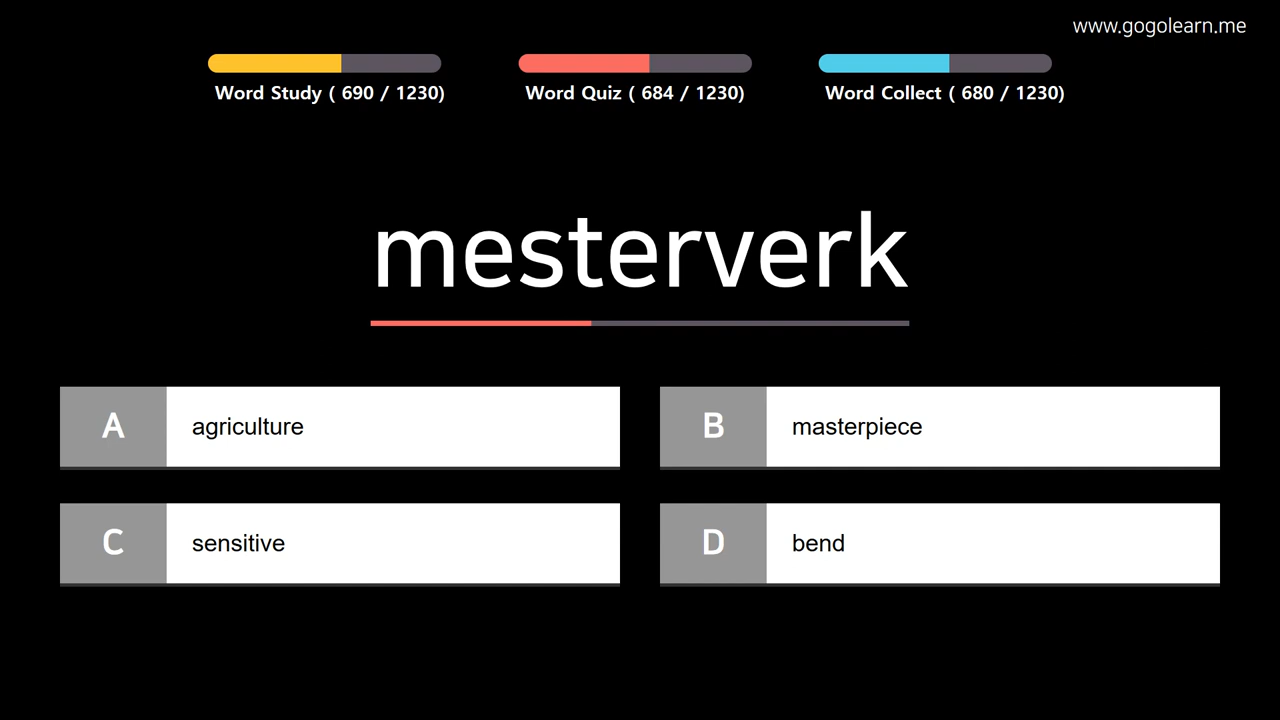 www.gogolearn.me
Word Study ( 690 / 1230)
Word Quiz ( 684 / 1230)
Word Collect ( 680 / 1230)
mesterverk
A agriculture
B masterpiece
C sensitive
D bend